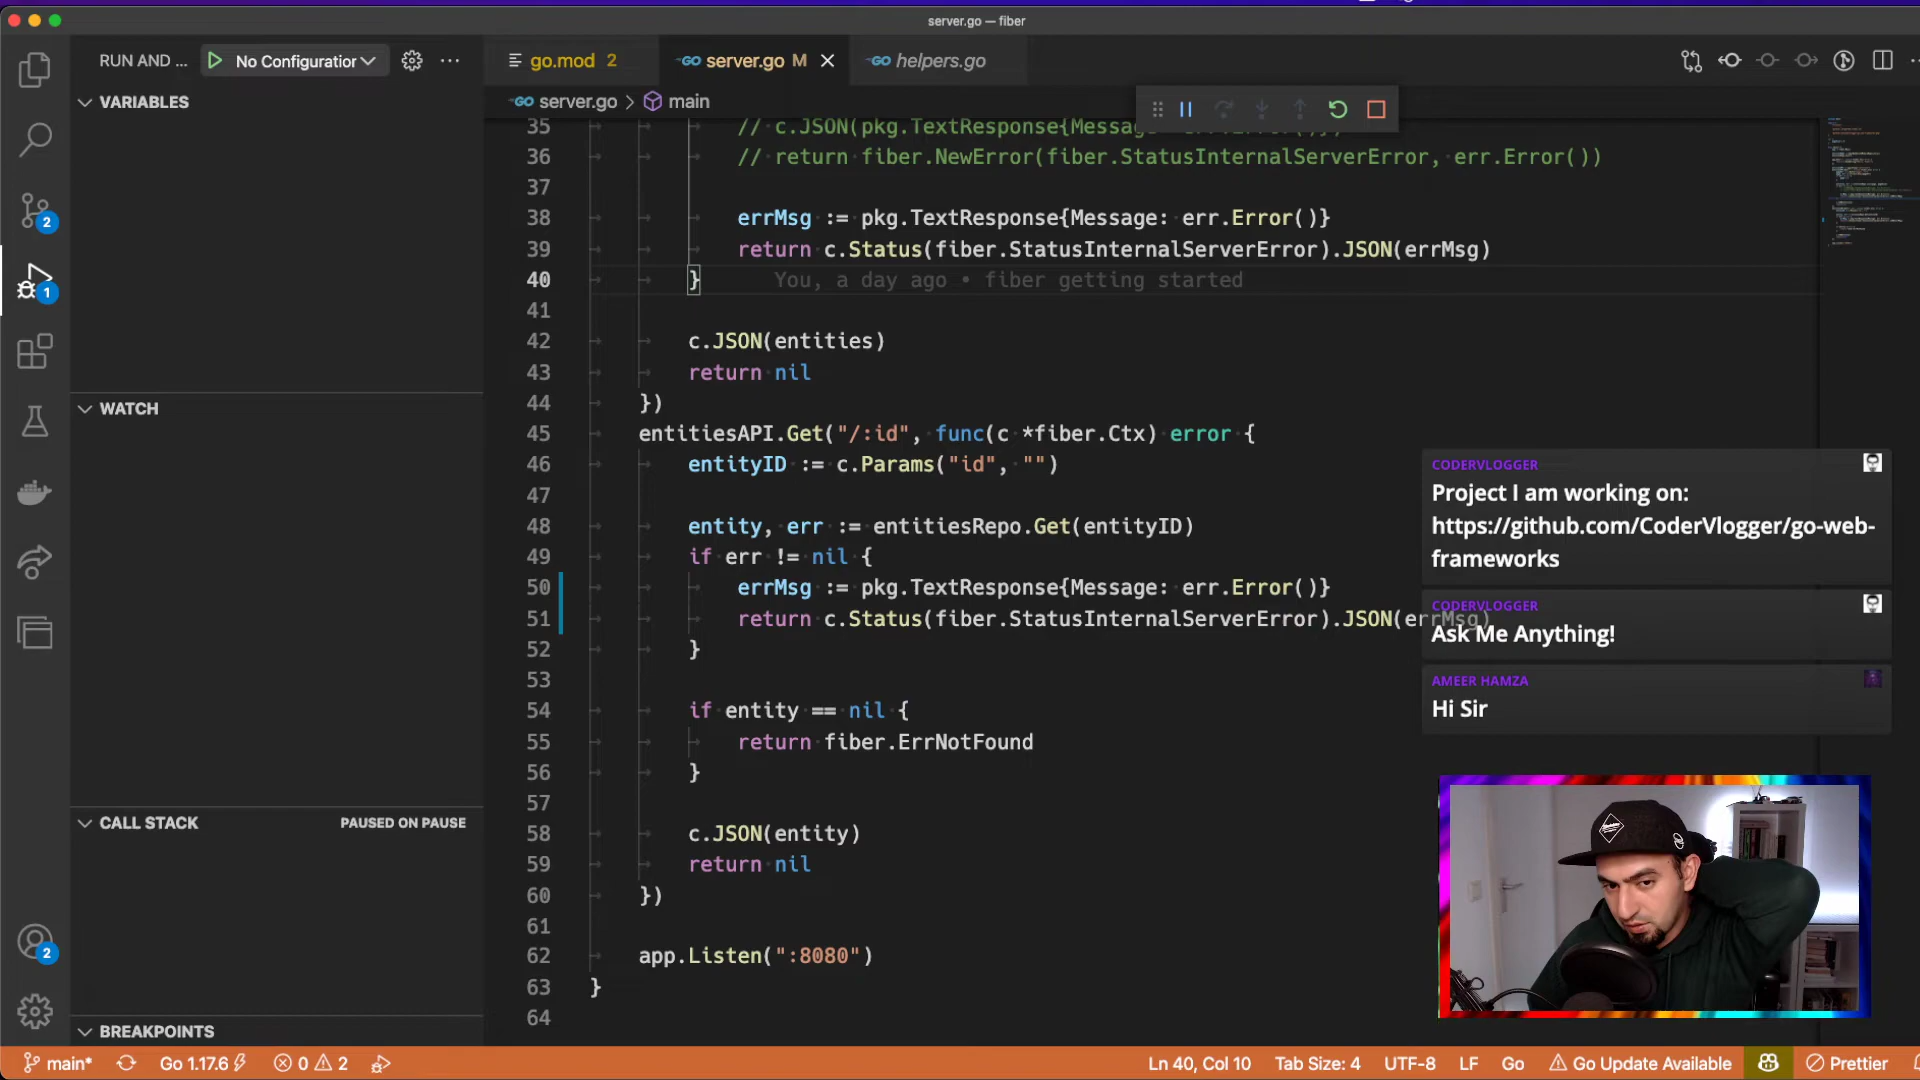 server.go — fiber
RUN AND ...
No Configuration
go.mod 2
server.go M
helpers.go
VARIABLES
server.go > main
35 // c.JSON(pkg.TextResponse{Message:
36 // return fiber.NewError(fiber.StatusInternalServerError, err.Error())
37
38 errMsg := pkg.TextResponse{Message: err.Error()}
39 return c.Status(fiber.StatusInternalServerError).JSON(errMsg)
40 } You, a day ago • fiber getting started
41
42 c.JSON(entities)
43 return nil
44 })
45 entitiesAPI.Get("/:id", func(c *fiber.Ctx) error {
46 entityID := c.Params("id", "")
47
48 entity, err := entitiesRepo.Get(entityID)
49 if err != nil {
50 errMsg := pkg.TextResponse{Message: err.Error()}
51 return c.Status(fiber.StatusInternalServerError).JSON(errMsg)
52 }
53
54 if entity == nil {
55 return fiber.ErrNotFound
56 }
57
58 c.JSON(entity)
59 return nil
60 })
61
62 app.Listen(":8080")
63 }
64
WATCH
CALL STACK PAUSED ON PAUSE
BREAKPOINTS
2
1
2
CODERVLOGGER
Project I am working on:
https://github.com/CoderVlogger/go-web-
frameworks
CODERVLOGGER
Ask Me Anything!
AMEER HAMZA
Hi Sir
main* Go 1.17.6 0 2 Ln 40, Col 10 Tab Size: 4 UTF-8 LF Go Go Update Available Prettier